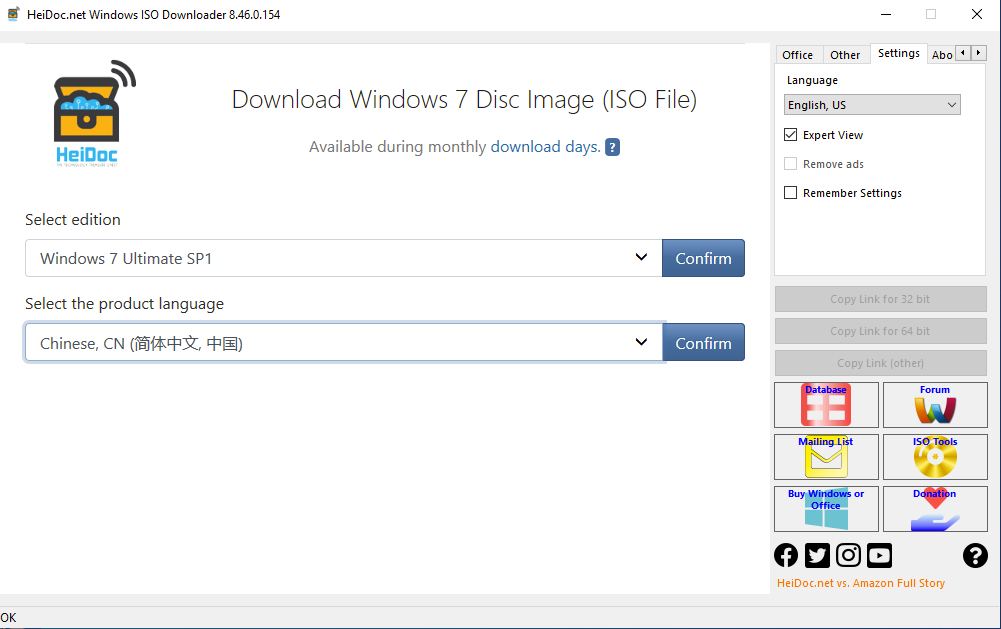 HeiDoc.net Windows ISO Downloader 8.46.0.154
HeiDoc
Download Windows 7 Disc Image (ISO File)
Available during monthly download days. ?
Select edition
Windows 7 Ultimate SP1
Confirm
Select the product language
Chinese, CN (简体中文, 中国)
Confirm
Office Other Settings Abo
Language
English, US
Expert View
Remove ads
Remember Settings
Copy Link for 32 bit
Copy Link for 64 bit
Copy Link (other)
Database
Forum
Mailing List
ISO Tools
Buy Windows or
Office
Donation
?
HeiDoc.net vs. Amazon Full Story
OK